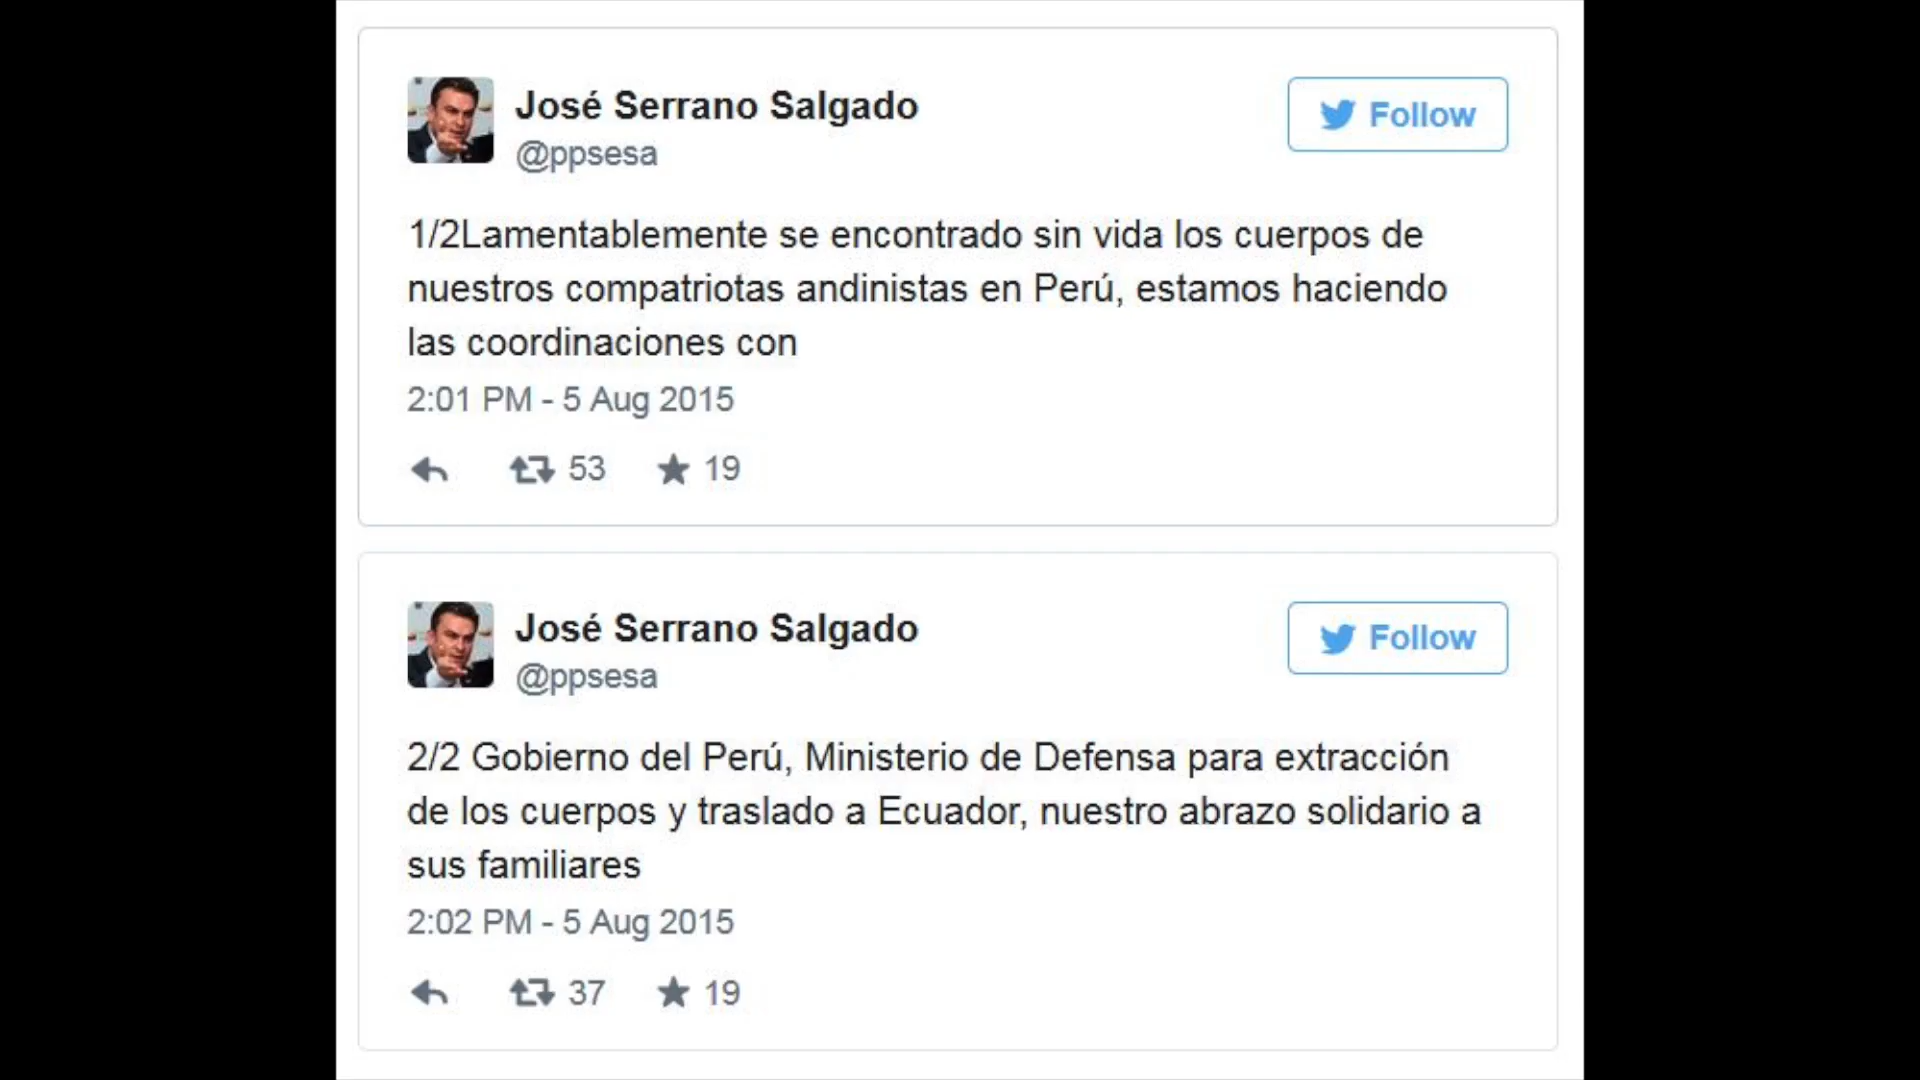 José Serrano Salgado
@ppsesa
Follow
1/2Lamentablemente se encontrado sin vida los cuerpos de
nuestros compatriotas andinistas en Perú, estamos haciendo
las coordinaciones con
2:01 PM - 5 Aug 2015
53 19
José Serrano Salgado
@ppsesa
Follow
2/2 Gobierno del Perú, Ministerio de Defensa para extracción
de los cuerpos y traslado a Ecuador, nuestro abrazo solidario a
sus familiares
2:02 PM - 5 Aug 2015
37 19